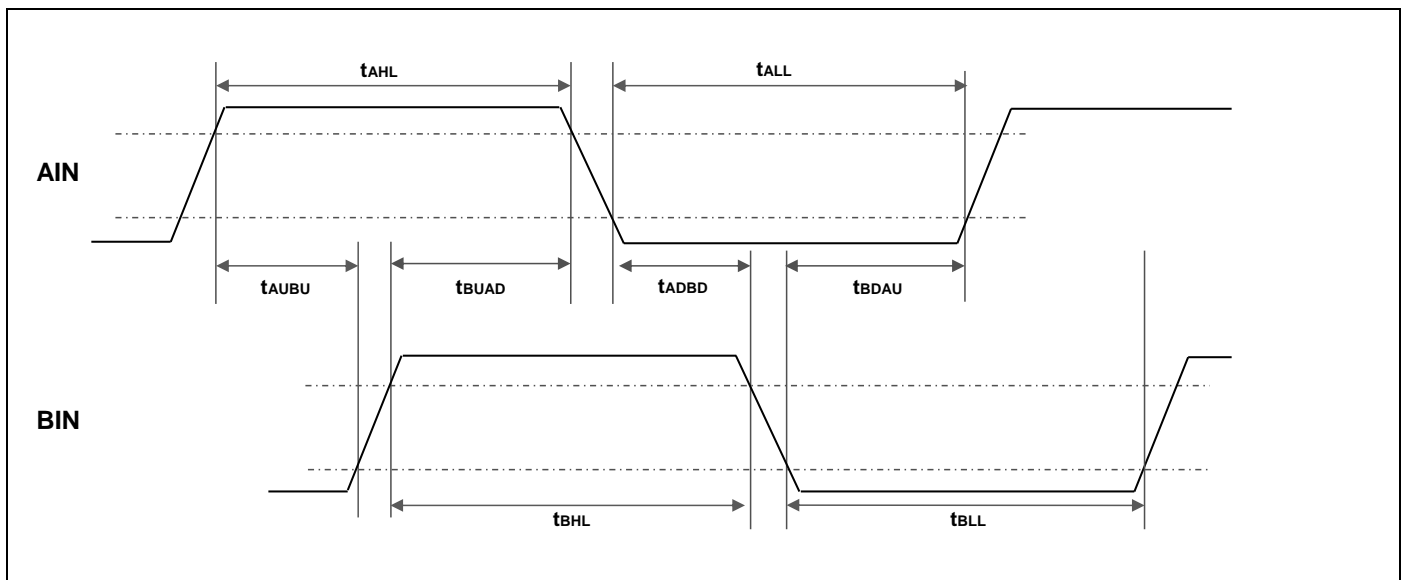 tAHL
tALL
AIN
tAUBU
tBUAD
tADBD
tBDAU
BIN
tBHL
tBLL